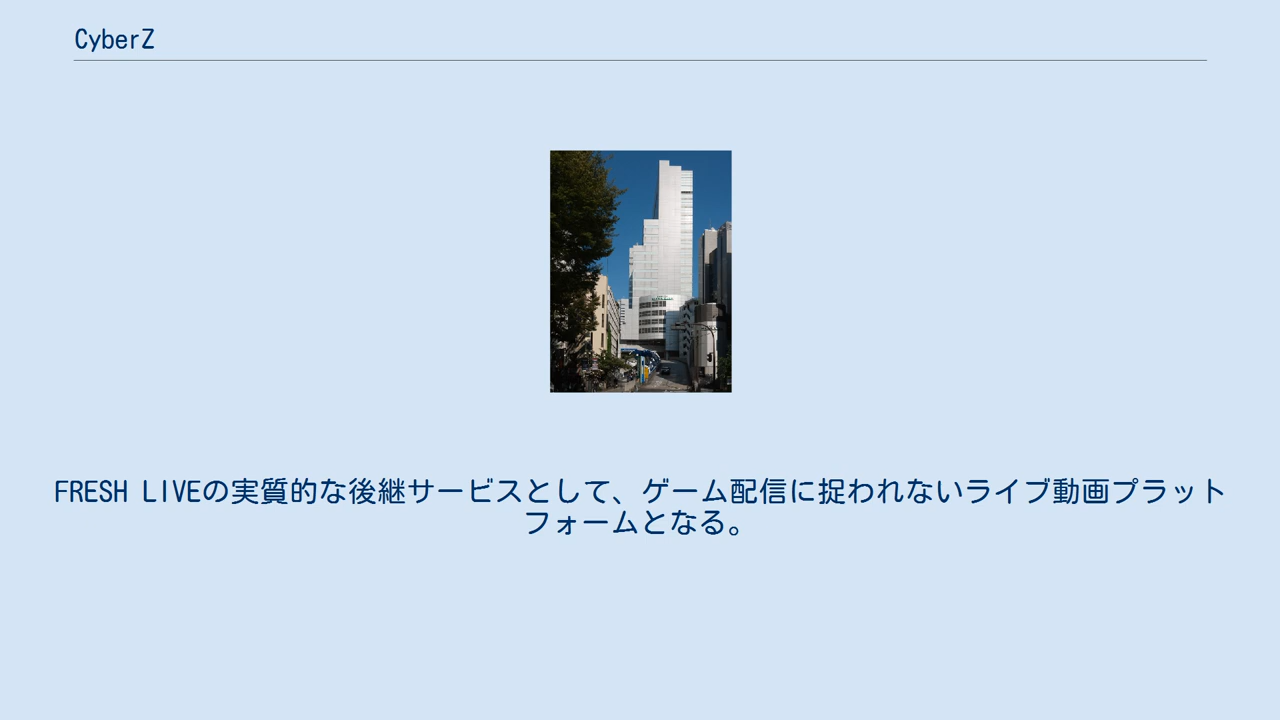 CyberZ
FRESH LIVEの実質的な後継サービスとして、ゲーム配信に捉われないライブ動画プラット
フォームとなる。